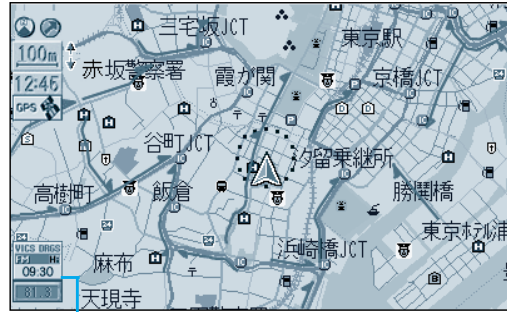 三宅坂JCT
東京駅
100m
赤坂警察署
霞が関
京橋JCT
12:46
GPS
谷町JCT
汐留乗継所
高樹町
飯倉
勝鬨橋
東京ホテル浦
浜崎橋JCT
VICS DRGS
FM Hi
09:30
麻布
81.3
天現寺